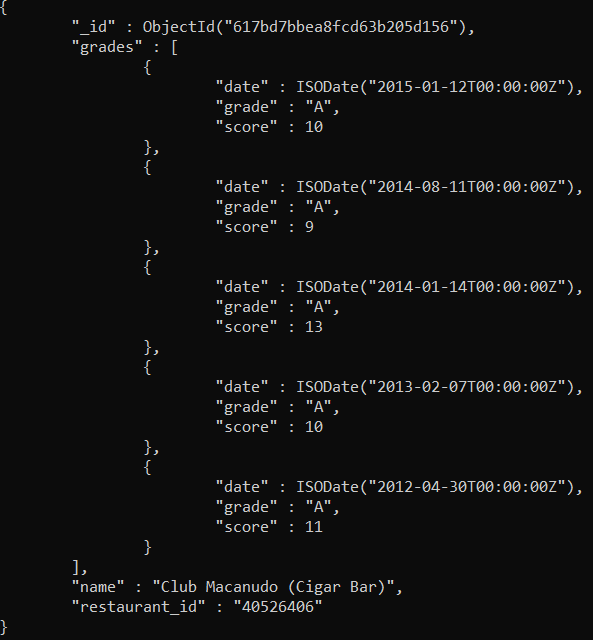 {
"_id" : ObjectId("617bd7bbea8fcd63b205d156"),
"grades" : [
{
"date" : ISODate("2015-01-12T00:00:00Z"),
"grade" : "A",
"score" : 10
},
{
"date" : ISODate("2014-08-11T00:00:00Z"),
"grade" : "A",
"score" : 9
},
{
"date" : ISODate("2014-01-14T00:00:00Z"),
"grade" : "A",
"score" : 13
},
{
"date" : ISODate("2013-02-07T00:00:00Z"),
"grade" : "A",
"score" : 10
},
{
"date" : ISODate("2012-04-30T00:00:00Z"),
"grade" : "A",
"score" : 11
}
],
"name" : "Club Macanudo (Cigar Bar)",
"restaurant_id" : "40526406"
}